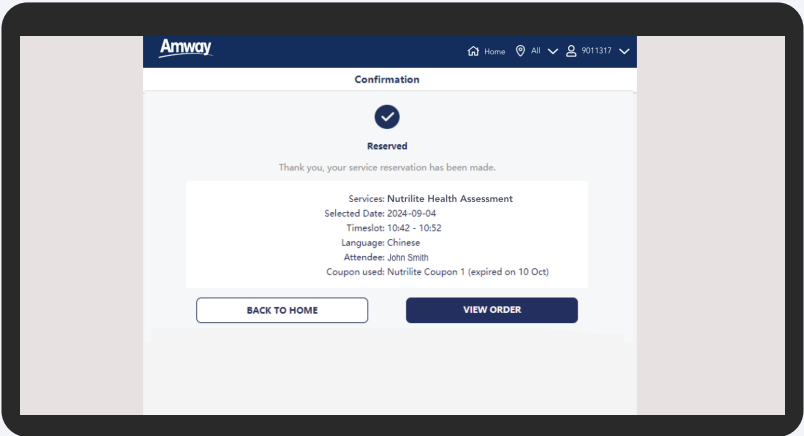 Amway
Home All 9011317
Confirmation
Reserved
Thank you, your service reservation has been made.
Services: Nutrilite Health Assessment
Selected Date: 2024-09-04
Timeslot: 10:42 - 10:52
Language: Chinese
Attendee: John Smith
Coupon used: Nutrilite Coupon 1 (expired on 10 Oct)
BACK TO HOME VIEW ORDER